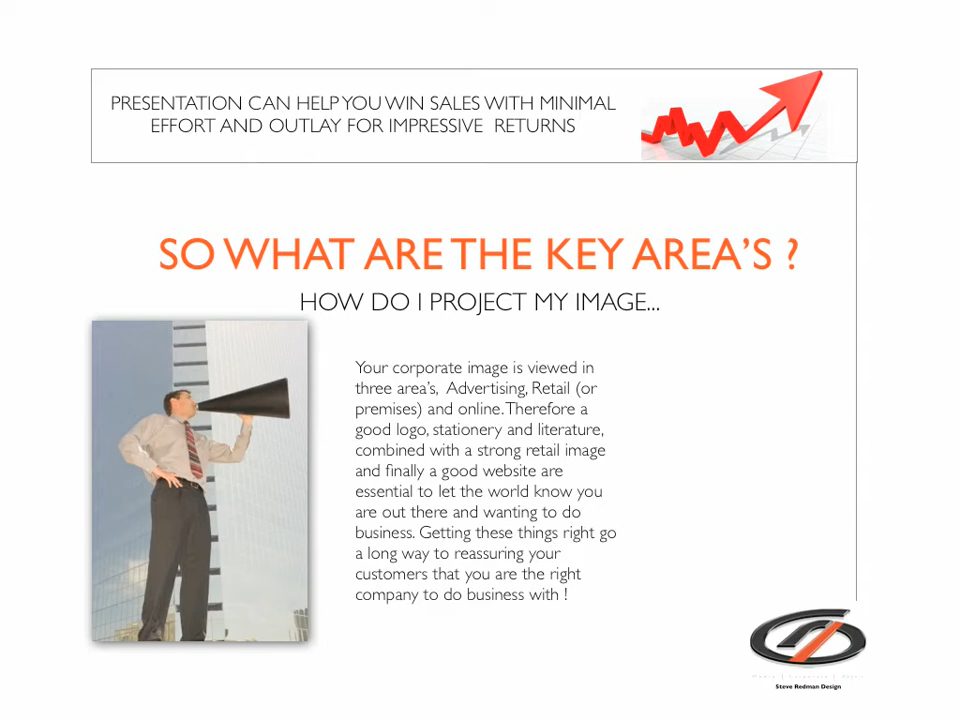 PRESENTATION CAN HELP YOU WIN SALES WITH MINIMAL
EFFORT AND OUTLAY FOR IMPRESSIVE RETURNS
SO WHAT ARE THE KEY AREA'S ?
HOW DO I PROJECT MY IMAGE...
Your corporate image is viewed in
three area's, Advertising, Retail (or
premises) and online. Therefore a
good logo, stationery and literature,
combined with a strong retail image
and finally a good website are
essential to let the world know you
are out there and wanting to do
business. Getting these things right go
a long way to reassuring your
customers that you are the right
company to do business with !
Steve Redman Design